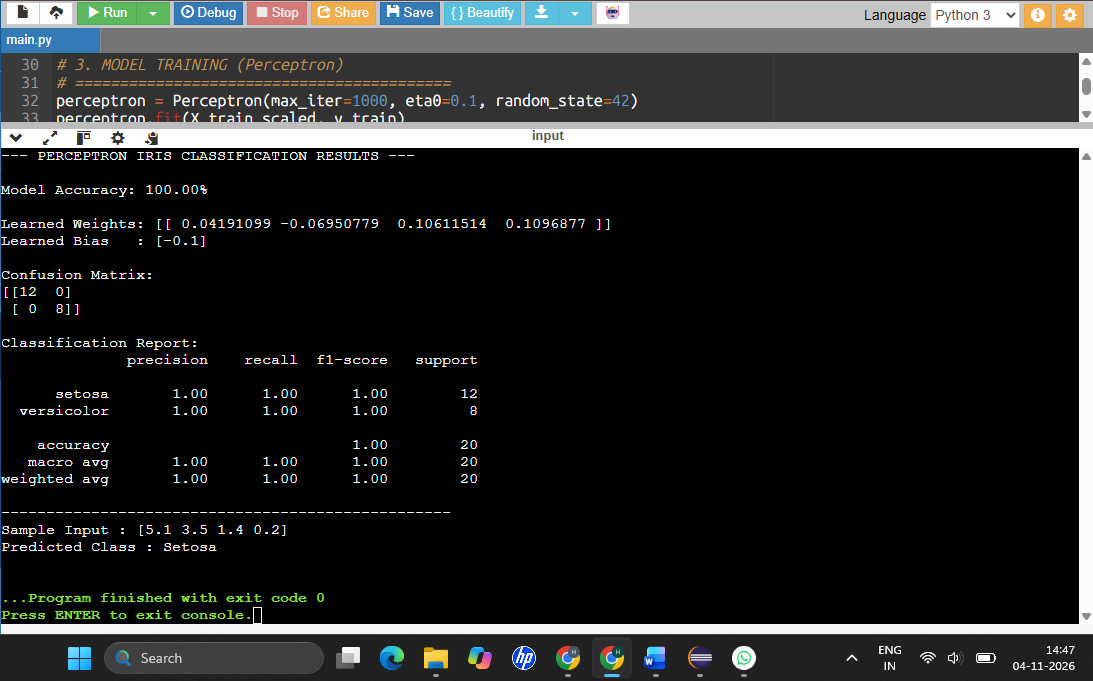 Run Debug Stop Share Save { } Beautify Language Python 3
main.py
30 # 3. MODEL TRAINING (Perceptron)
31 # ==========================================
32 perceptron = Perceptron(max_iter=1000, eta0=0.1, random_state=42)
33 perceptron.fit(X_train_scaled, y_train)
input
--- PERCEPTRON IRIS CLASSIFICATION RESULTS ---
Model Accuracy: 100.00%
Learned Weights: [[ 0.04191099 -0.06950779  0.10611514  0.1096877 ]]
Learned Bias   : [-0.1]
Confusion Matrix:
[[12  0]
 [ 0  8]]
Classification Report:
              precision    recall  f1-score   support
      setosa       1.00      1.00      1.00        12
  versicolor       1.00      1.00      1.00         8
    accuracy                           1.00        20
   macro avg       1.00      1.00      1.00        20
weighted avg       1.00      1.00      1.00        20
--------------------------------------------------
Sample Input : [5.1 3.5 1.4 0.2]
Predicted Class : Setosa
...Program finished with exit code 0
Press ENTER to exit console.
Search
hp
H
H
W
ENG
IN
14:47
04-11-2026